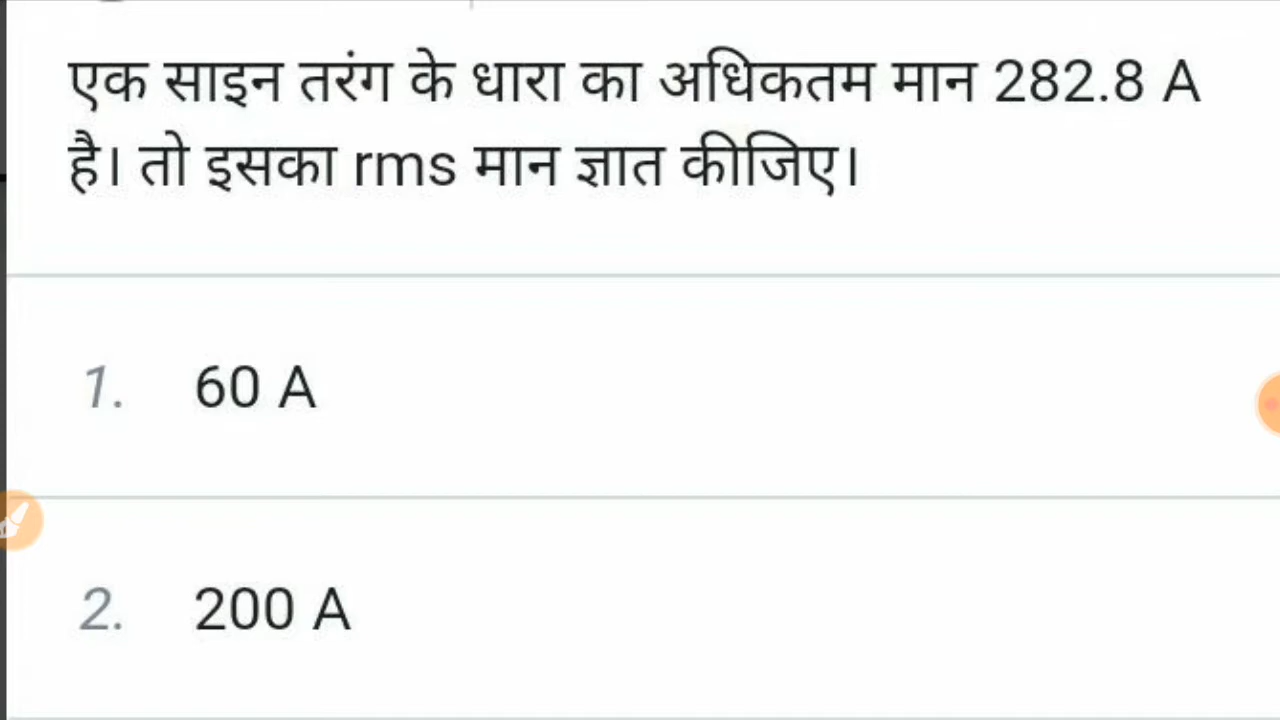 एक साइन तरंग के धारा का अधिकतम मान 282.8 A
है। तो इसका rms मान ज्ञात कीजिए।
1. 60 A
2. 200 A